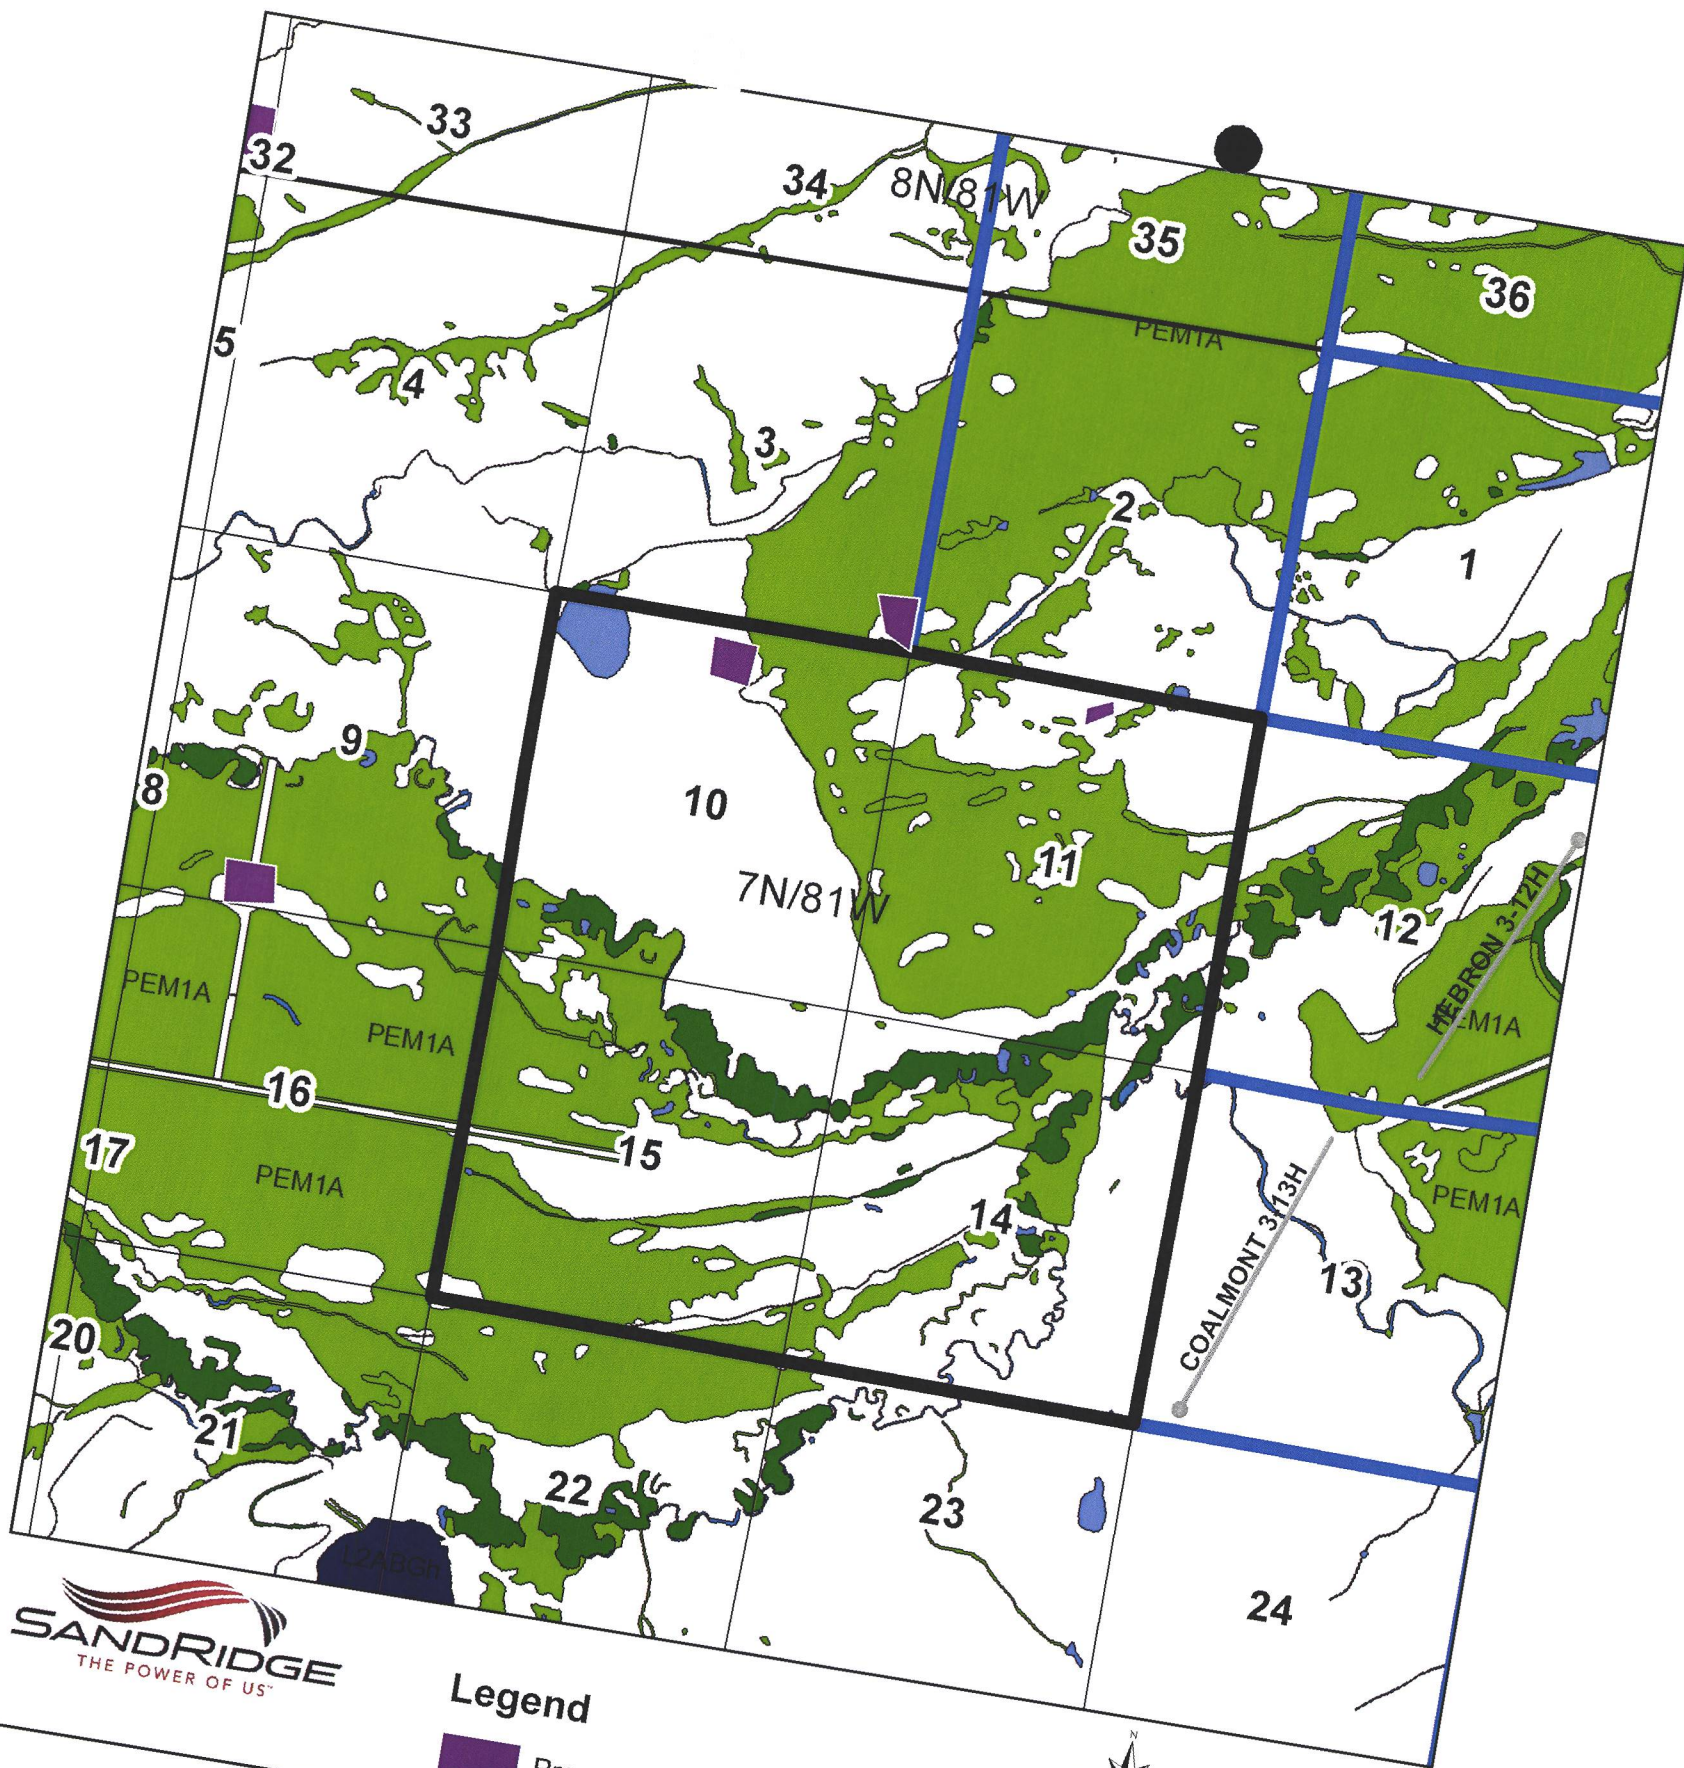 33
32
34
8N/81W
35
36
5
PEM1A
4
3
2
1
9
8
10
11
7N/81W
12
HEBRON 3-12H
PEM1A
PEM1A
PEM1A
16
15
17
PEM1A
PEM1A
14
COALMONT 3-13H
13
20
21
22
23
L2ABGh
24
SANDRIDGE
THE POWER OF US
Legend
N